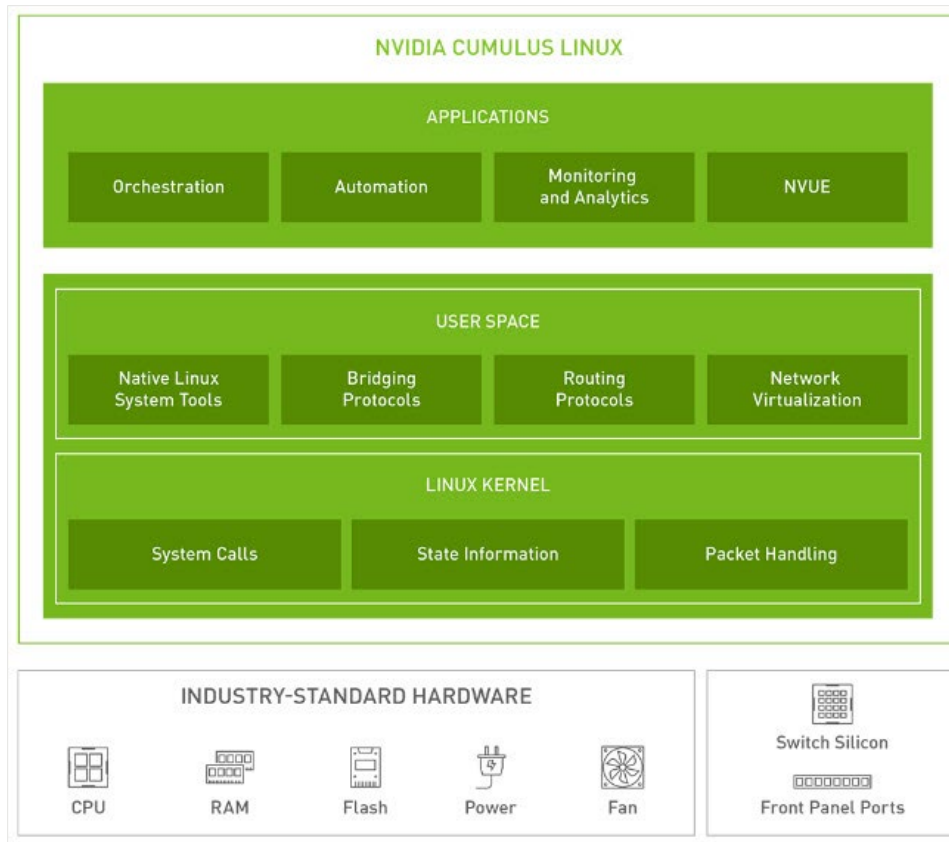 NVIDIA CUMULUS LINUX
APPLICATIONS
Orchestration
Automation
Monitoring
and Analytics
NVUE
USER SPACE
Native Linux
System Tools
Bridging
Protocols
Routing
Protocols
Network
Virtualization
LINUX KERNEL
System Calls
State Information
Packet Handling
INDUSTRY-STANDARD HARDWARE
CPU
RAM
Flash
Power
Fan
Switch Silicon
Front Panel Ports